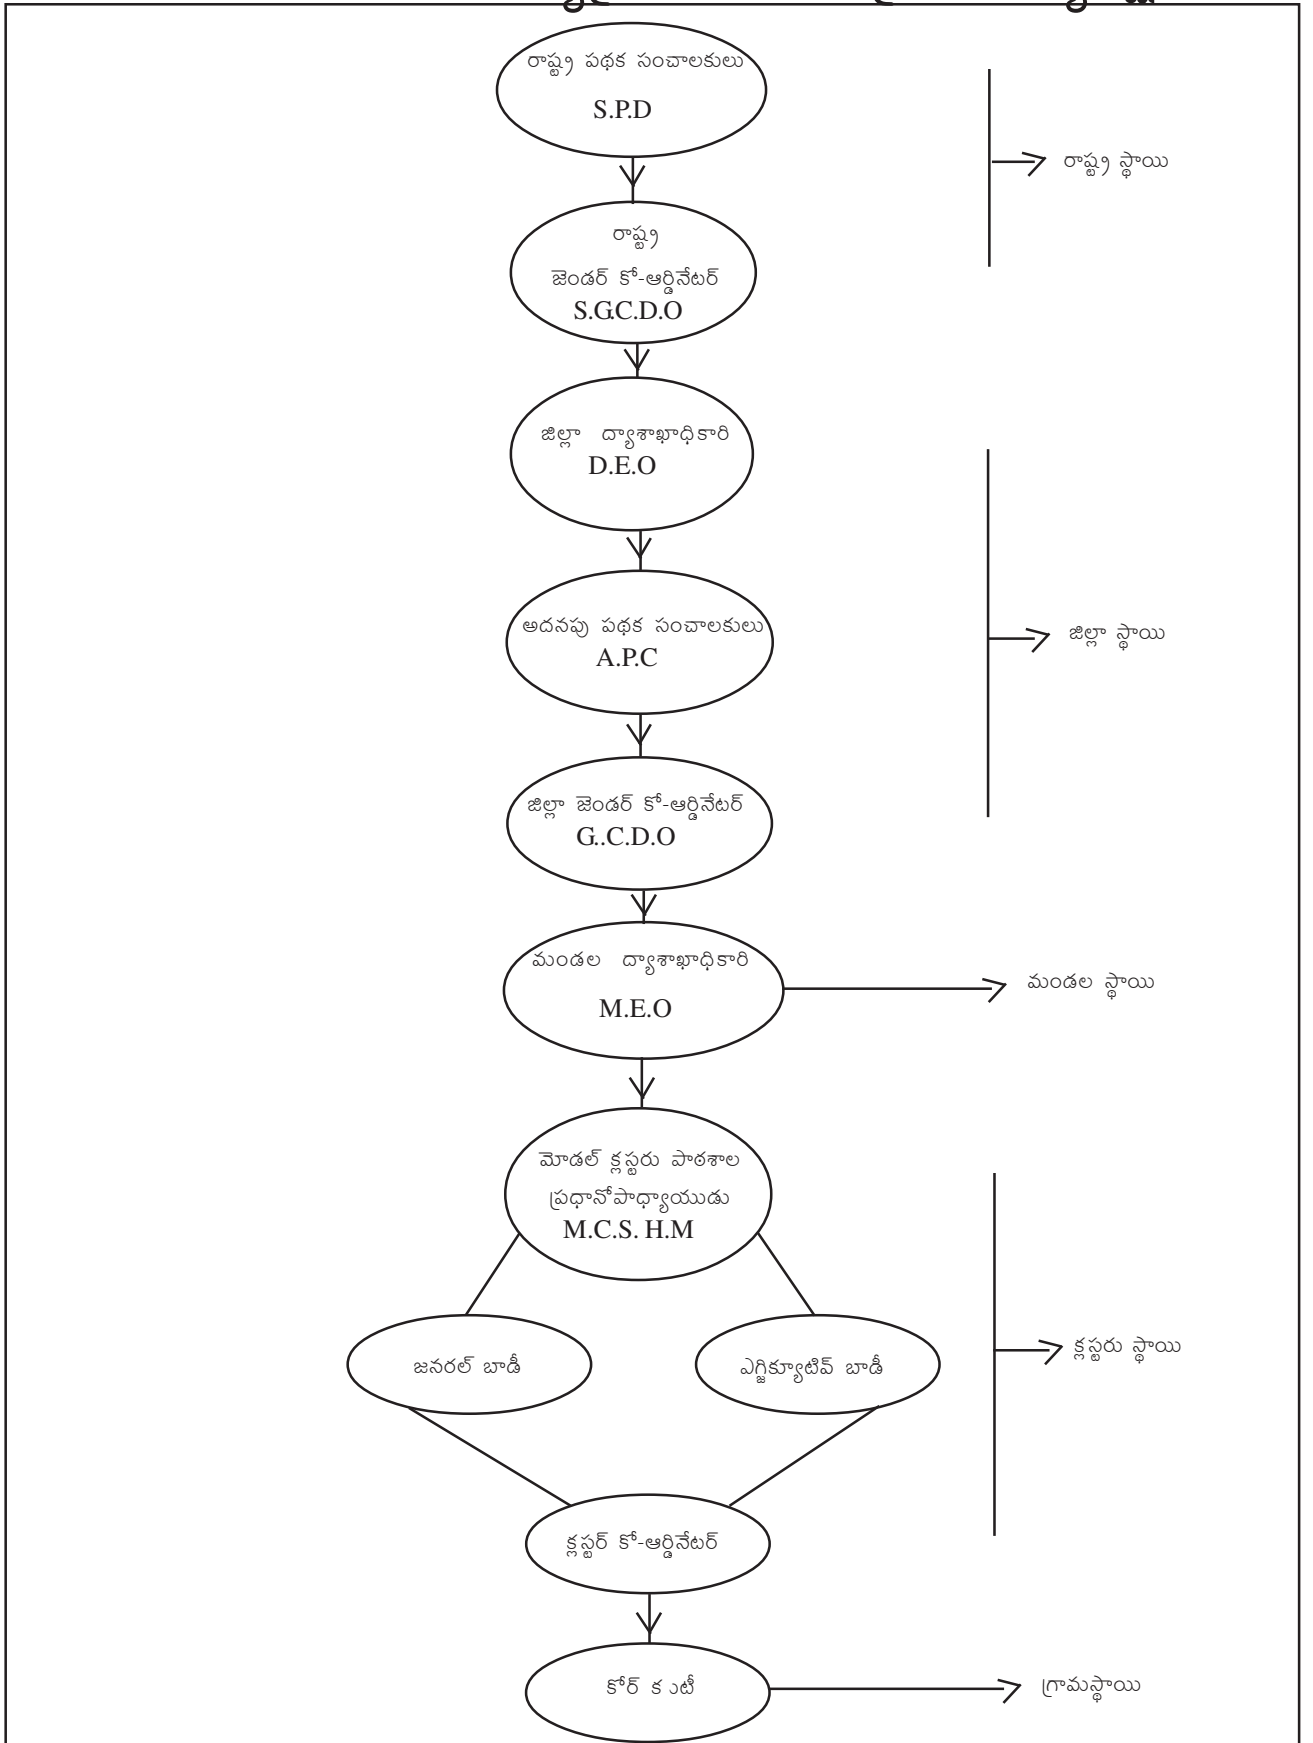 రాష్ట్ర పథక సంచాలకులు
S.P.D
రాష్ట్ర స్థాయి
రాష్ట్ర
జెండర్ కో-ఆర్డినేటర్
S.G.C.D.O
జిల్లా ద్యాశాఖాధికారి
D.E.O
అదనపు పథక సంచాలకులు
A.P.C
జిల్లా స్థాయి
జిల్లా జెండర్ కో-ఆర్డినేటర్
G..C.D.O
మండల ద్యాశాఖాధికారి
M.E.O
మండల స్థాయి
మోడల్ క్లస్టరు పాఠశాల
ప్రధానోపాధ్యాయుడు
M.C.S. H.M
జనరల్ బాడీ
ఎగ్జిక్యూటివ్ బాడీ
క్లస్టరు స్థాయి
క్లస్టర్ కో-ఆర్డినేటర్
కోర్
గ్రామస్థాయి